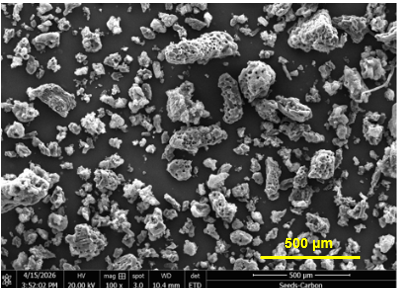 500 µm
4/15/2026 HV mag spot WD det 500 µm
3:52:02 PM 20.00 kV 100 x 3.0 10.4 mm ETD Seeds-Carbon